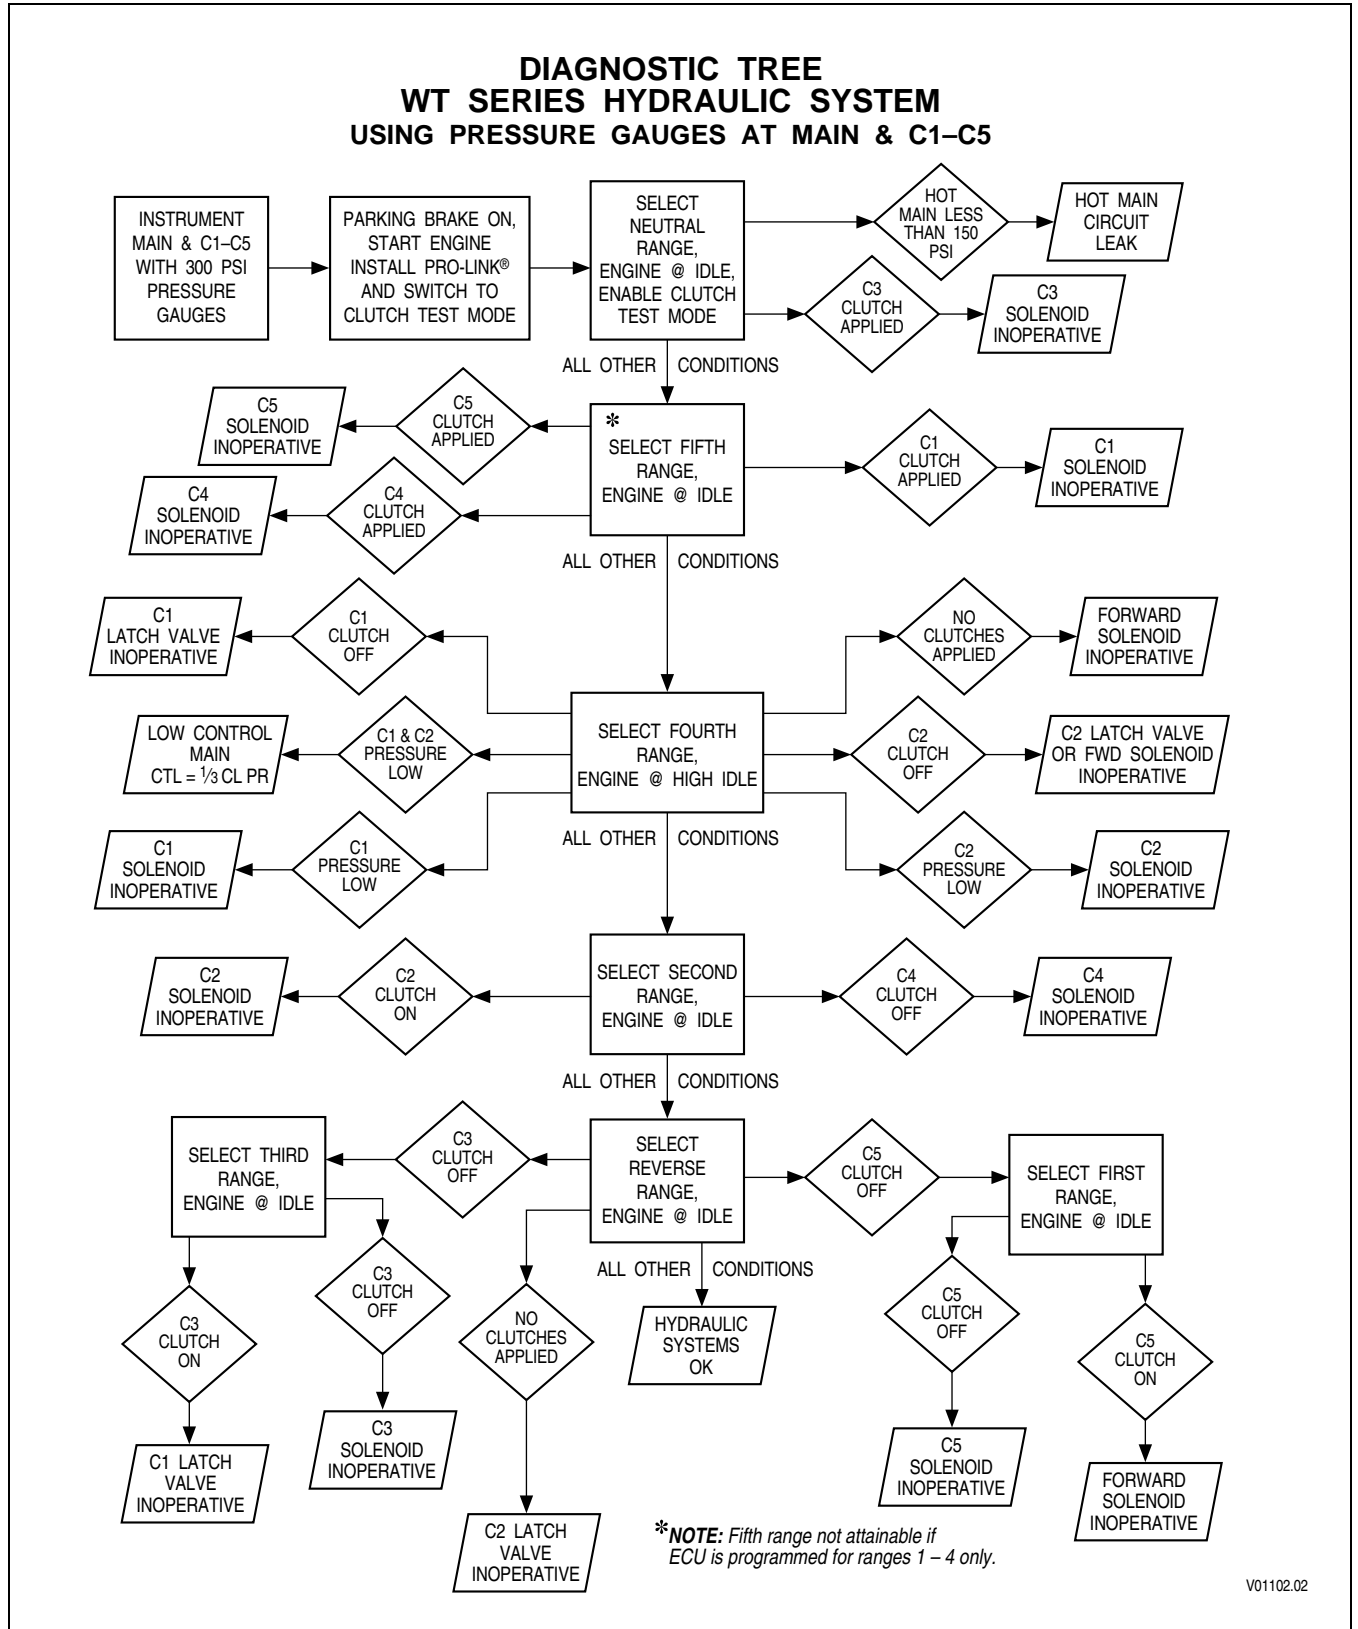 DIAGNOSTIC TREE
WT SERIES HYDRAULIC SYSTEM
USING PRESSURE GAUGES AT MAIN & C1–C5
INSTRUMENT
MAIN & C1–C5
WITH 300 PSI
PRESSURE
GAUGES
PARKING BRAKE ON,
START ENGINE
INSTALL PRO-LINK®
AND SWITCH TO
CLUTCH TEST MODE
SELECT
NEUTRAL
RANGE,
ENGINE @ IDLE,
ENABLE CLUTCH
TEST MODE
HOT
MAIN LESS
THAN 150
PSI
HOT MAIN
CIRCUIT
LEAK
C3
CLUTCH
APPLIED
C3
SOLENOID
INOPERATIVE
ALL OTHER CONDITIONS
C5
SOLENOID
INOPERATIVE
C5
CLUTCH
APPLIED
*
SELECT FIFTH
RANGE,
ENGINE @ IDLE
C1
CLUTCH
APPLIED
C1
SOLENOID
INOPERATIVE
C4
SOLENOID
INOPERATIVE
C4
CLUTCH
APPLIED
ALL OTHER CONDITIONS
C1
LATCH VALVE
INOPERATIVE
C1
CLUTCH
OFF
NO
CLUTCHES
APPLIED
FORWARD
SOLENOID
INOPERATIVE
LOW CONTROL
MAIN
CTL = 1/3 CL PR
C1 & C2
PRESSURE
LOW
SELECT FOURTH
RANGE,
ENGINE @ HIGH IDLE
C2
CLUTCH
OFF
C2 LATCH VALVE
OR FWD SOLENOID
INOPERATIVE
C1
SOLENOID
INOPERATIVE
C1
PRESSURE
LOW
ALL OTHER CONDITIONS
C2
PRESSURE
LOW
C2
SOLENOID
INOPERATIVE
C2
SOLENOID
INOPERATIVE
C2
CLUTCH
ON
SELECT SECOND
RANGE,
ENGINE @ IDLE
C4
CLUTCH
OFF
C4
SOLENOID
INOPERATIVE
ALL OTHER CONDITIONS
SELECT THIRD
RANGE,
ENGINE @ IDLE
C3
CLUTCH
OFF
SELECT
REVERSE
RANGE,
ENGINE @ IDLE
C5
CLUTCH
OFF
SELECT FIRST
RANGE,
ENGINE @ IDLE
ALL OTHER CONDITIONS
C3
CLUTCH
ON
C3
CLUTCH
OFF
NO
CLUTCHES
APPLIED
HYDRAULIC
SYSTEMS
OK
C5
CLUTCH
OFF
C5
CLUTCH
ON
C1 LATCH
VALVE
INOPERATIVE
C3
SOLENOID
INOPERATIVE
C2 LATCH
VALVE
INOPERATIVE
C5
SOLENOID
INOPERATIVE
FORWARD
SOLENOID
INOPERATIVE
*NOTE: Fifth range not attainable if
ECU is programmed for ranges 1 – 4 only.
V01102.02